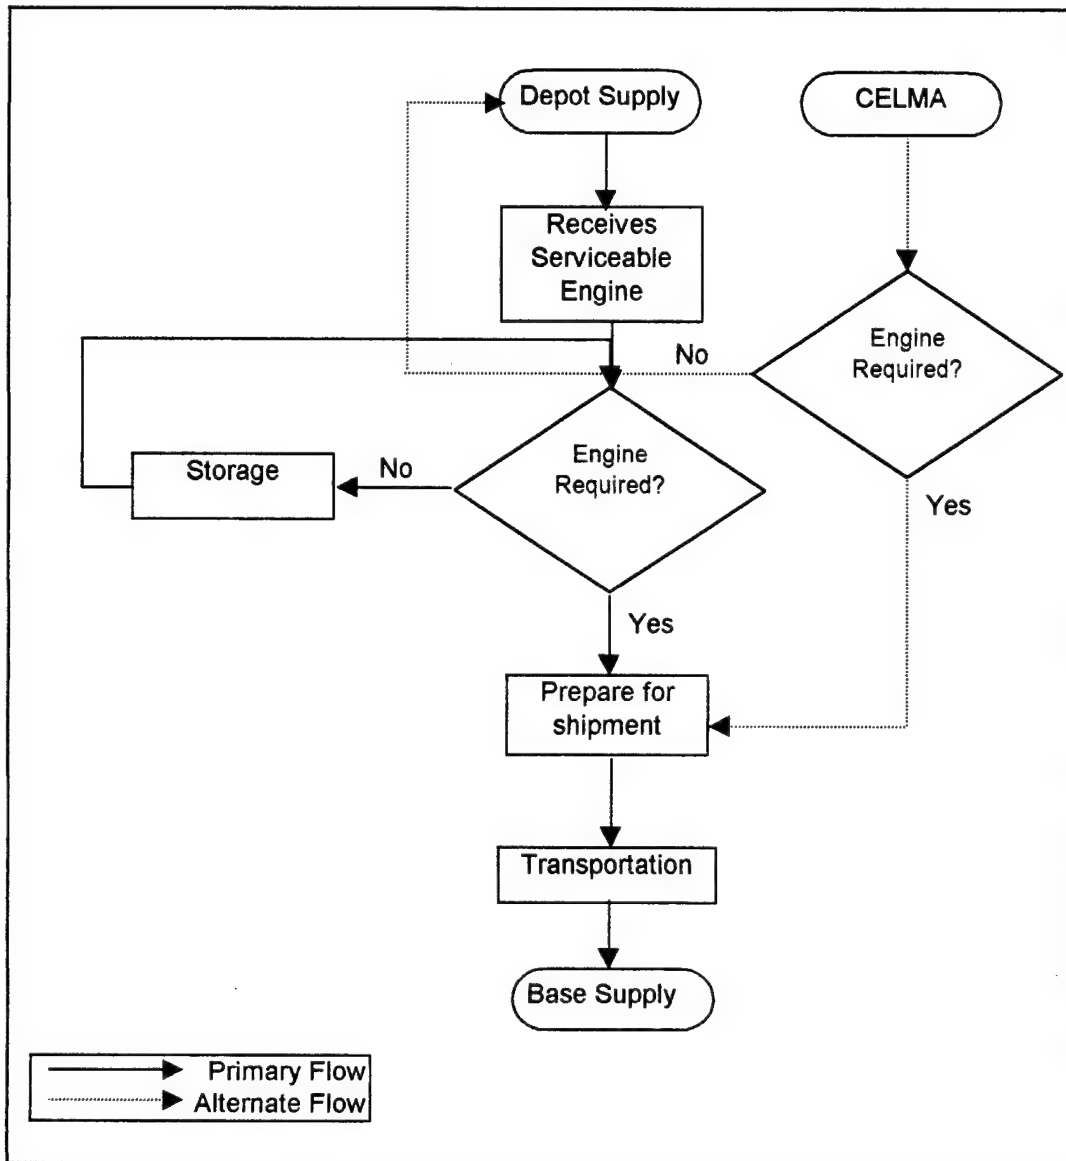 Depot Supply
CELMA
Receives
Serviceable
Engine
Engine
Required?
No
Engine
Required?
Storage
No
Yes
Yes
Prepare for
shipment
Transportation
Base Supply
Primary Flow
Alternate Flow